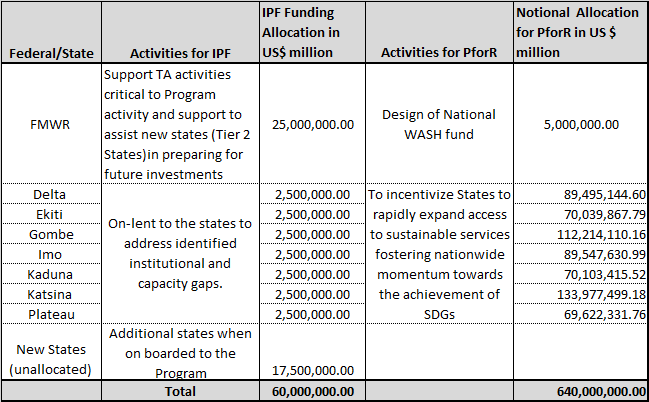 Federal/State
Activities for IPF
IPF Funding
Allocation in
US$ million
Activities for PforR
Notional Allocation
for PforR in US $
million
FMWR
Support TA activities
critical to Program
activity and support to
assist new states (Tier 2
States)in preparing for
future investments
25,000,000.00
Design of National
WASH fund
5,000,000.00
Delta
Ekiti
Gombe
Imo
Kaduna
Katsina
Plateau
On-lent to the states to
address identified
institutional and
capacity gaps.
2,500,000.00
2,500,000.00
2,500,000.00
2,500,000.00
2,500,000.00
2,500,000.00
2,500,000.00
To incentivize States to
rapidly expand access
to sustainable services
fostering nationwide
momentum towards
the achievement of
SDGs
89,495,144.60
70,039,867.79
112,214,110.16
89,547,630.99
70,103,415.52
133,977,499.18
69,622,331.76
New States
(unallocated)
Additional states when
on boarded to the
Program
17,500,000.00
Total
60,000,000.00
640,000,000.00